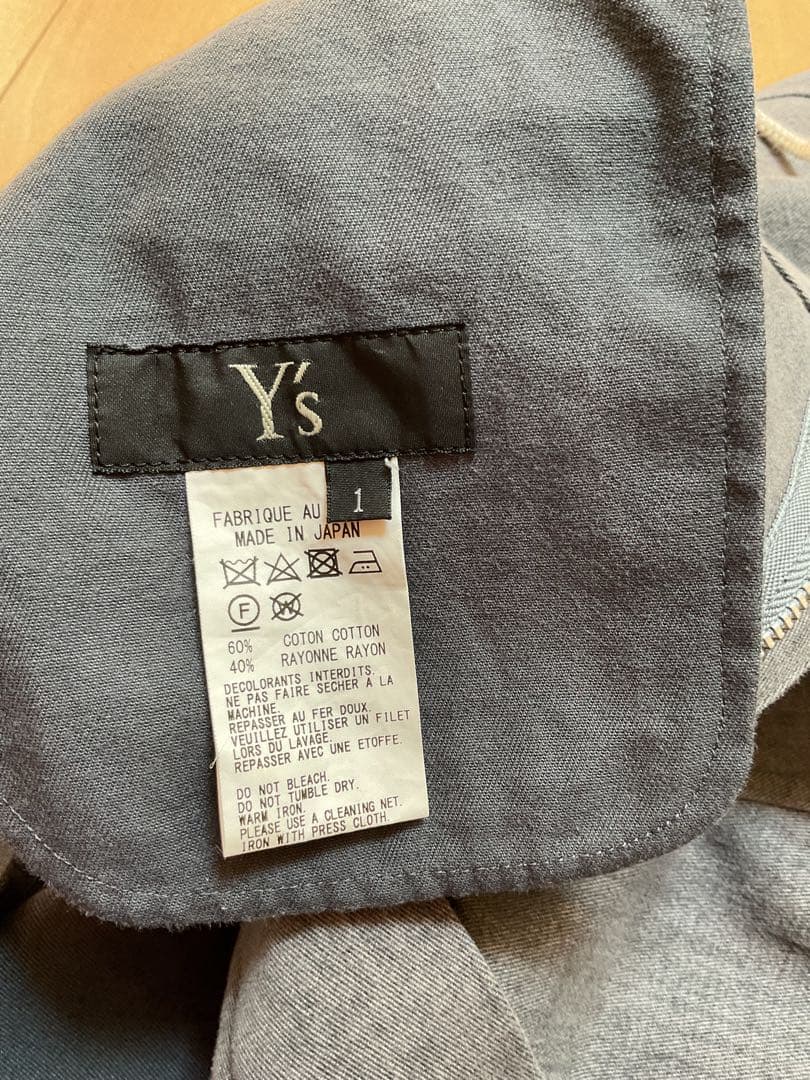 Y's
1
FABRIQUE AU
MADE IN JAPAN
F
W
60% COTON COTTON
40% RAYONNE RAYON
DECOLORANTS INTERDITS.
NE PAS FAIRE SECHER A LA
MACHINE.
REPASSER AU FER DOUX.
VEUILLEZ UTILISER UN FILET
LORS DU LAVAGE.
REPASSER AVEC UNE ETOFFE.
DO NOT BLEACH.
DO NOT TUMBLE DRY.
WARM IRON.
PLEASE USE A CLEANING NET.
IRON WITH PRESS CLOTH.